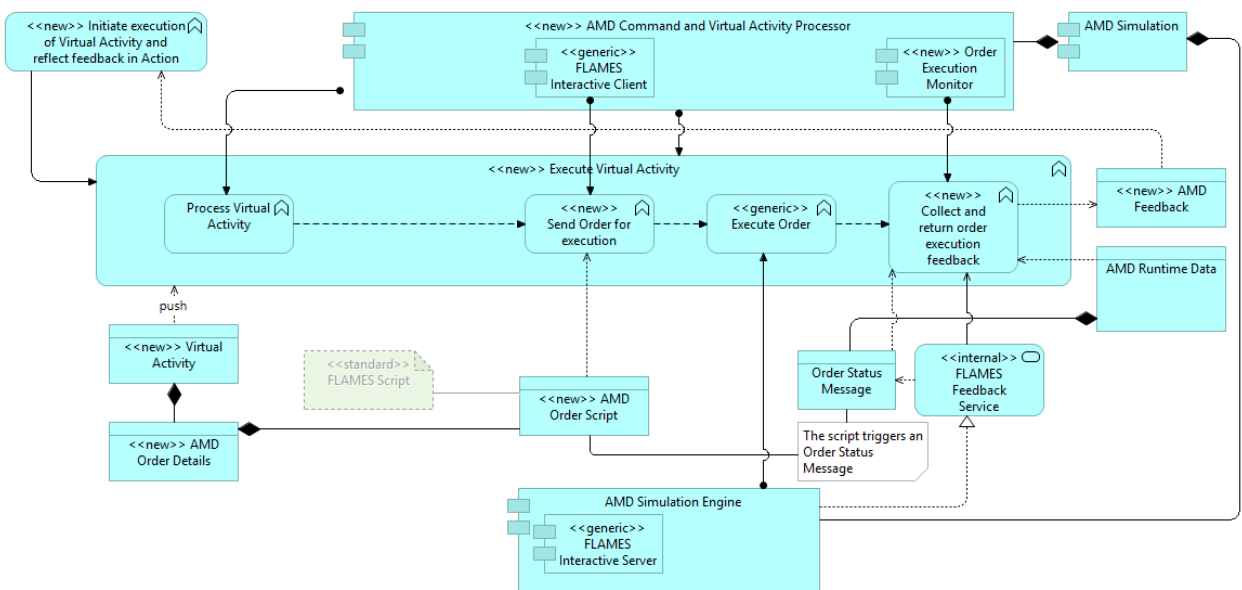 <<new>> Initiate execution
of Virtual Activity and
reflect feedback in Action
<<new>> AMD Command and Virtual Activity Processor
<<generic>>
FLAMES
Interactive Client
<<new>> Order
Execution
Monitor
AMD Simulation
<<new>> Execute Virtual Activity
Process Virtual
Activity
<<new>>
Send Order for
execution
<<generic>>
Execute Order
<<new>>
Collect and
return order
execution
feedback
<<new>> AMD
Feedback
AMD Runtime Data
push
<<new>> Virtual
Activity
<<standard>>
FLAMES Script
<<new>> AMD
Order Script
Order Status
Message
<<internal>>
FLAMES
Feedback
Service
<<new>> AMD
Order Details
The script triggers an
Order Status
Message
AMD Simulation Engine
<<generic>>
FLAMES
Interactive Server